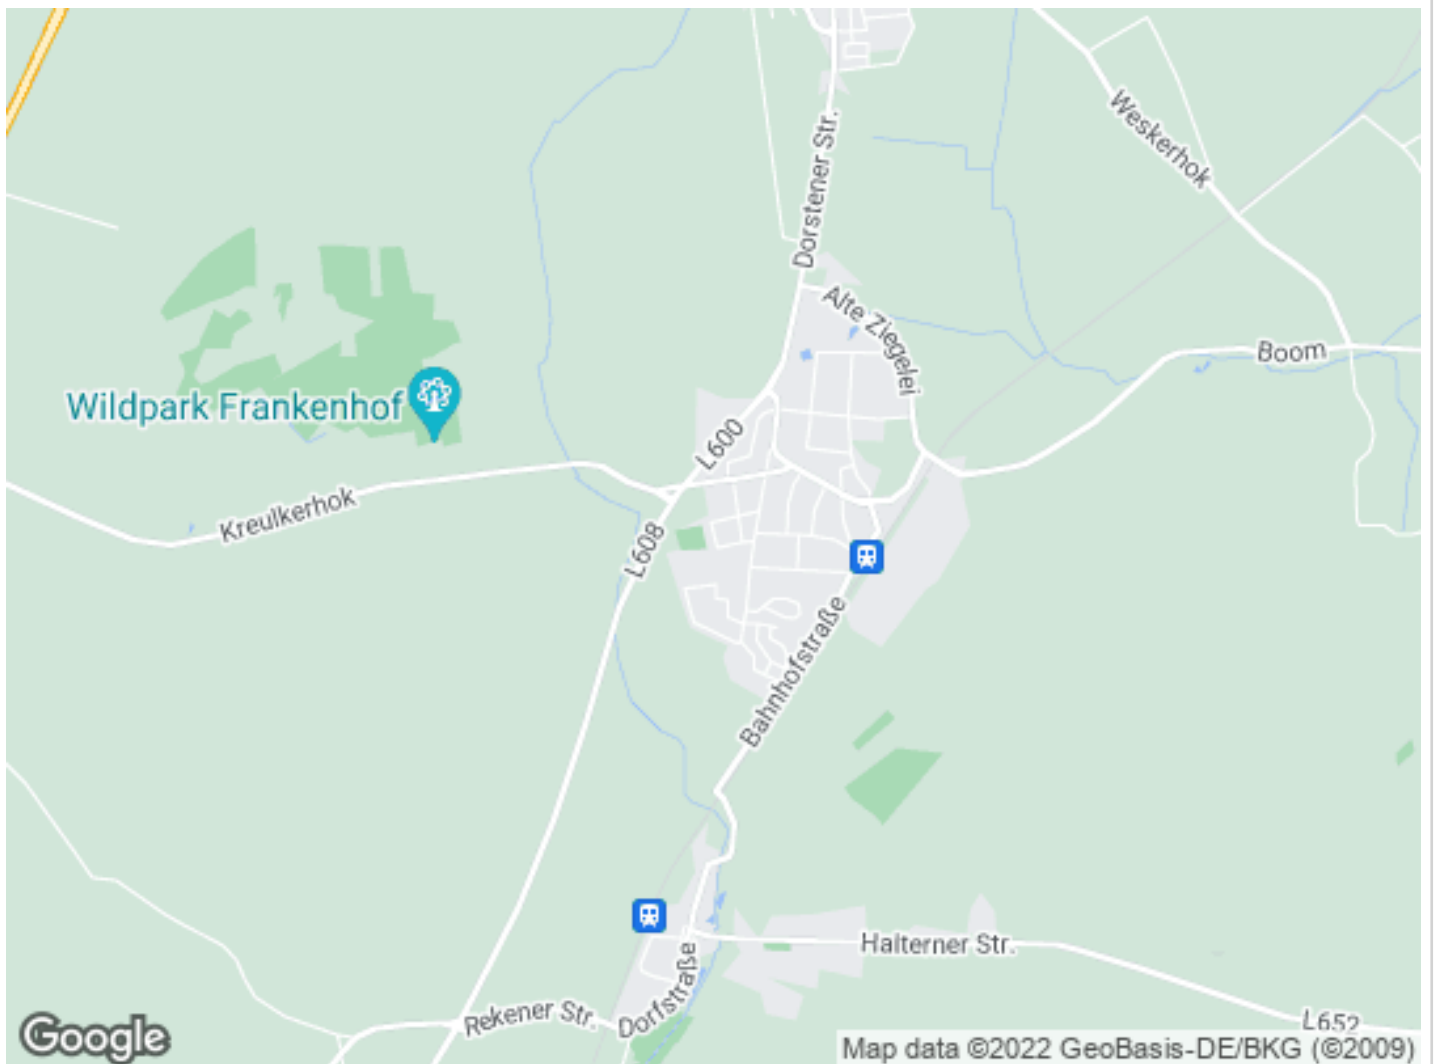 Weskerhok
Dorstener Str.
Alte Ziegelei
Boom
Wildpark Frankenhof
L600
Kreulkerhok
L608
Bahnhofstraße
Halterner Str.
Dorfstraße
Rekener Str.
L652
Google
Map data ©2022 GeoBasis-DE/BKG (©2009)